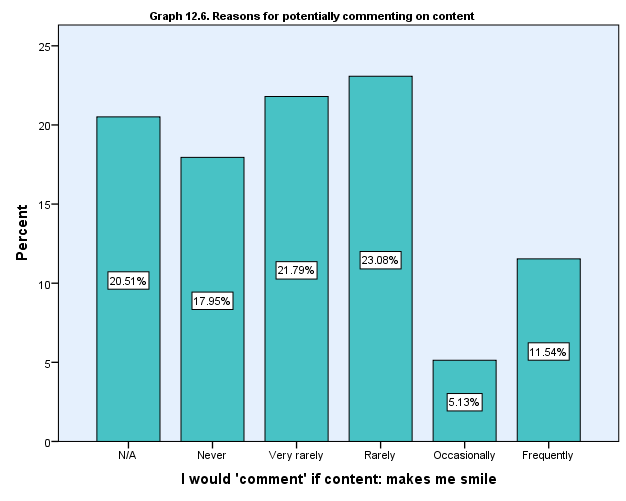 Graph 12.6. Reasons for potentially commenting on content
Percent
25
20
15
10
5
0
20.51%
17.95%
21.79%
23.08%
5.13%
11.54%
N/A
Never
Very rarely
Rarely
Occasionally
Frequently
I would 'comment' if content: makes me smile